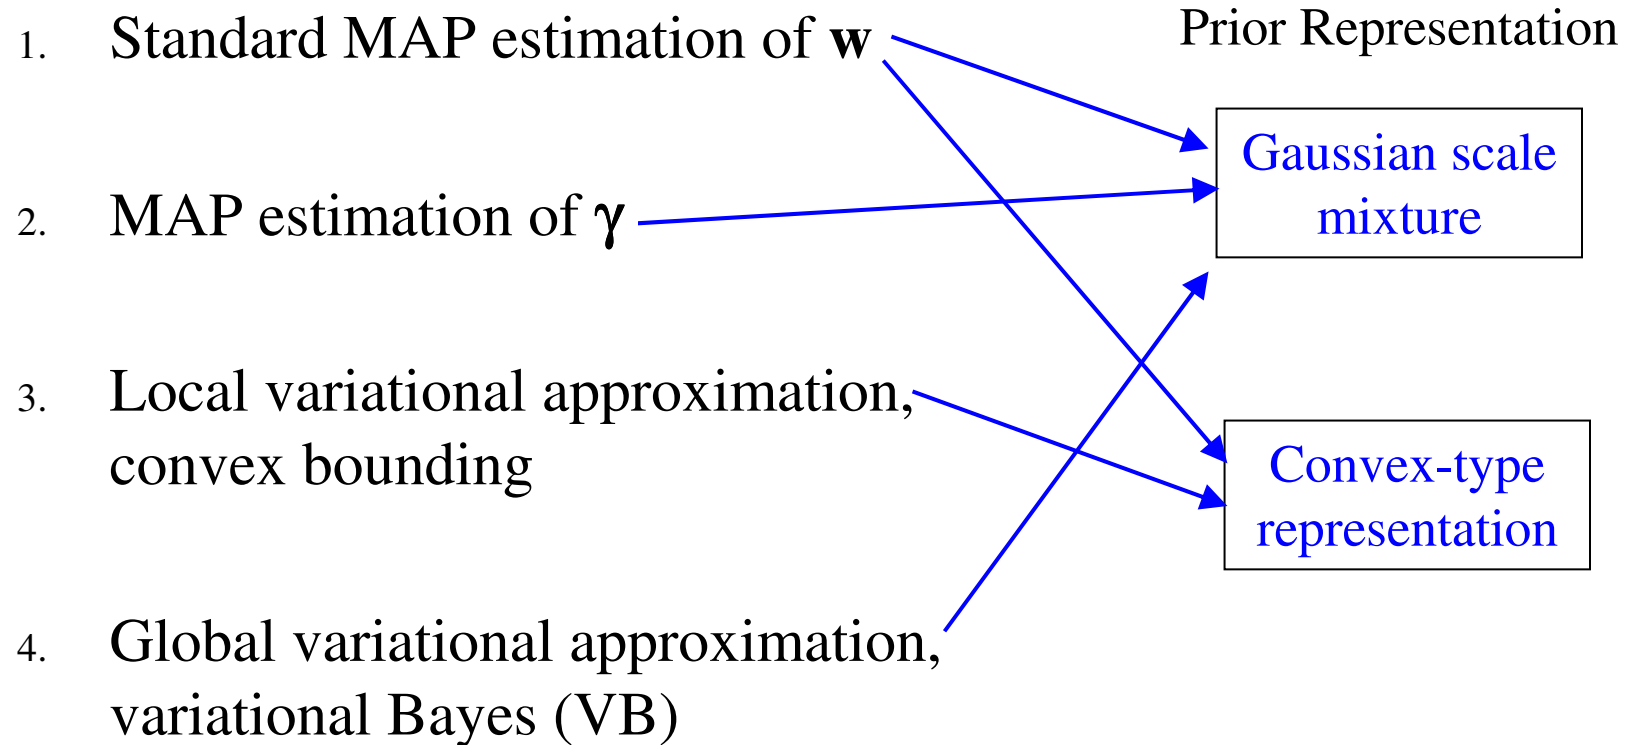 Prior Representation
1. Standard MAP estimation of w
Gaussian scale
mixture
2. MAP estimation of γ
3. Local variational approximation,
convex bounding
Convex-type
representation
4. Global variational approximation,
variational Bayes (VB)